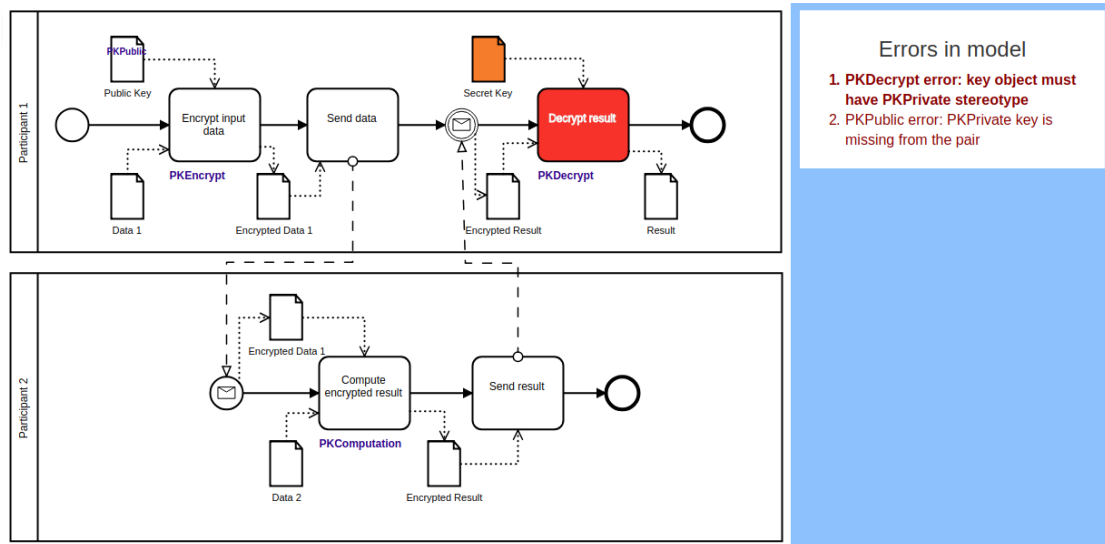 Participant 1
PKPublic
Public Key
Encrypt input
data
PKEncrypt
Data 1
Encrypted Data 1
Send data
Secret Key
Decrypt result
PKDecrypt
Encrypted Result
Result
Participant 2
Encrypted Data 1
Compute
encrypted result
PKComputation
Data 2
Encrypted Result
Send result
Errors in model
1. PKDecrypt error: key object must
have PKPrivate stereotype
2. PKPublic error: PKPrivate key is
missing from the pair